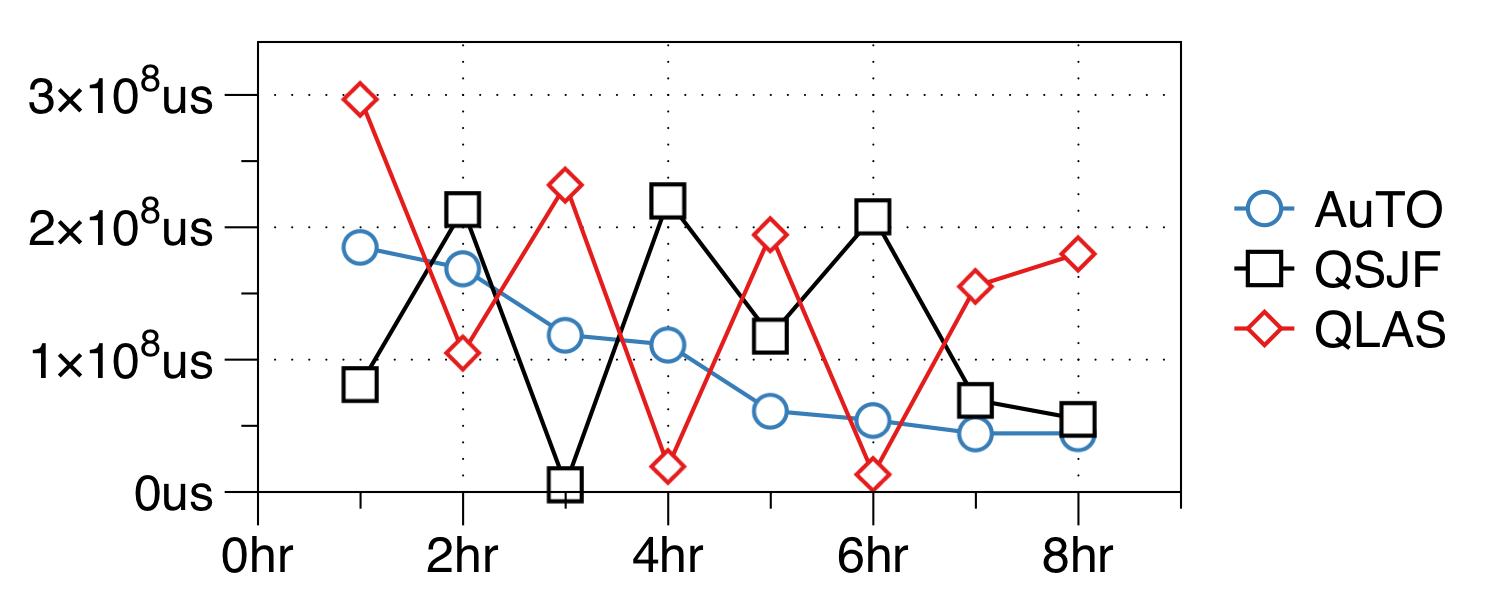 3×10⁸us
2×10⁸us
1×10⁸us
0us
0hr 2hr 4hr 6hr 8hr
AuTO
QSJF
QLAS